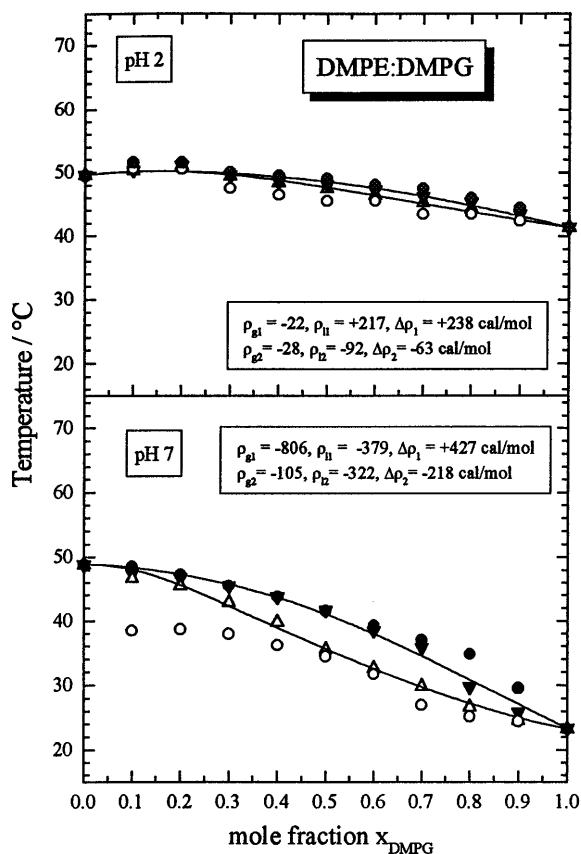 70
pH 2
DMPE:DMPG
60
50
40
30
20
ρg1 = -22, ρl1 = +217, Δρ1 = +238 cal/mol
ρg2 = -28, ρl2 = -92, Δρ2 = -63 cal/mol
Temperature / °C
70
pH 7
ρg1 = -806, ρl1 = -379, Δρ1 = +427 cal/mol
ρg2 = -105, ρl2 = -322, Δρ2 = -218 cal/mol
60
50
40
30
20
0.0 0.1 0.2 0.3 0.4 0.5 0.6 0.7 0.8 0.9 1.0
mole fraction xDMPG